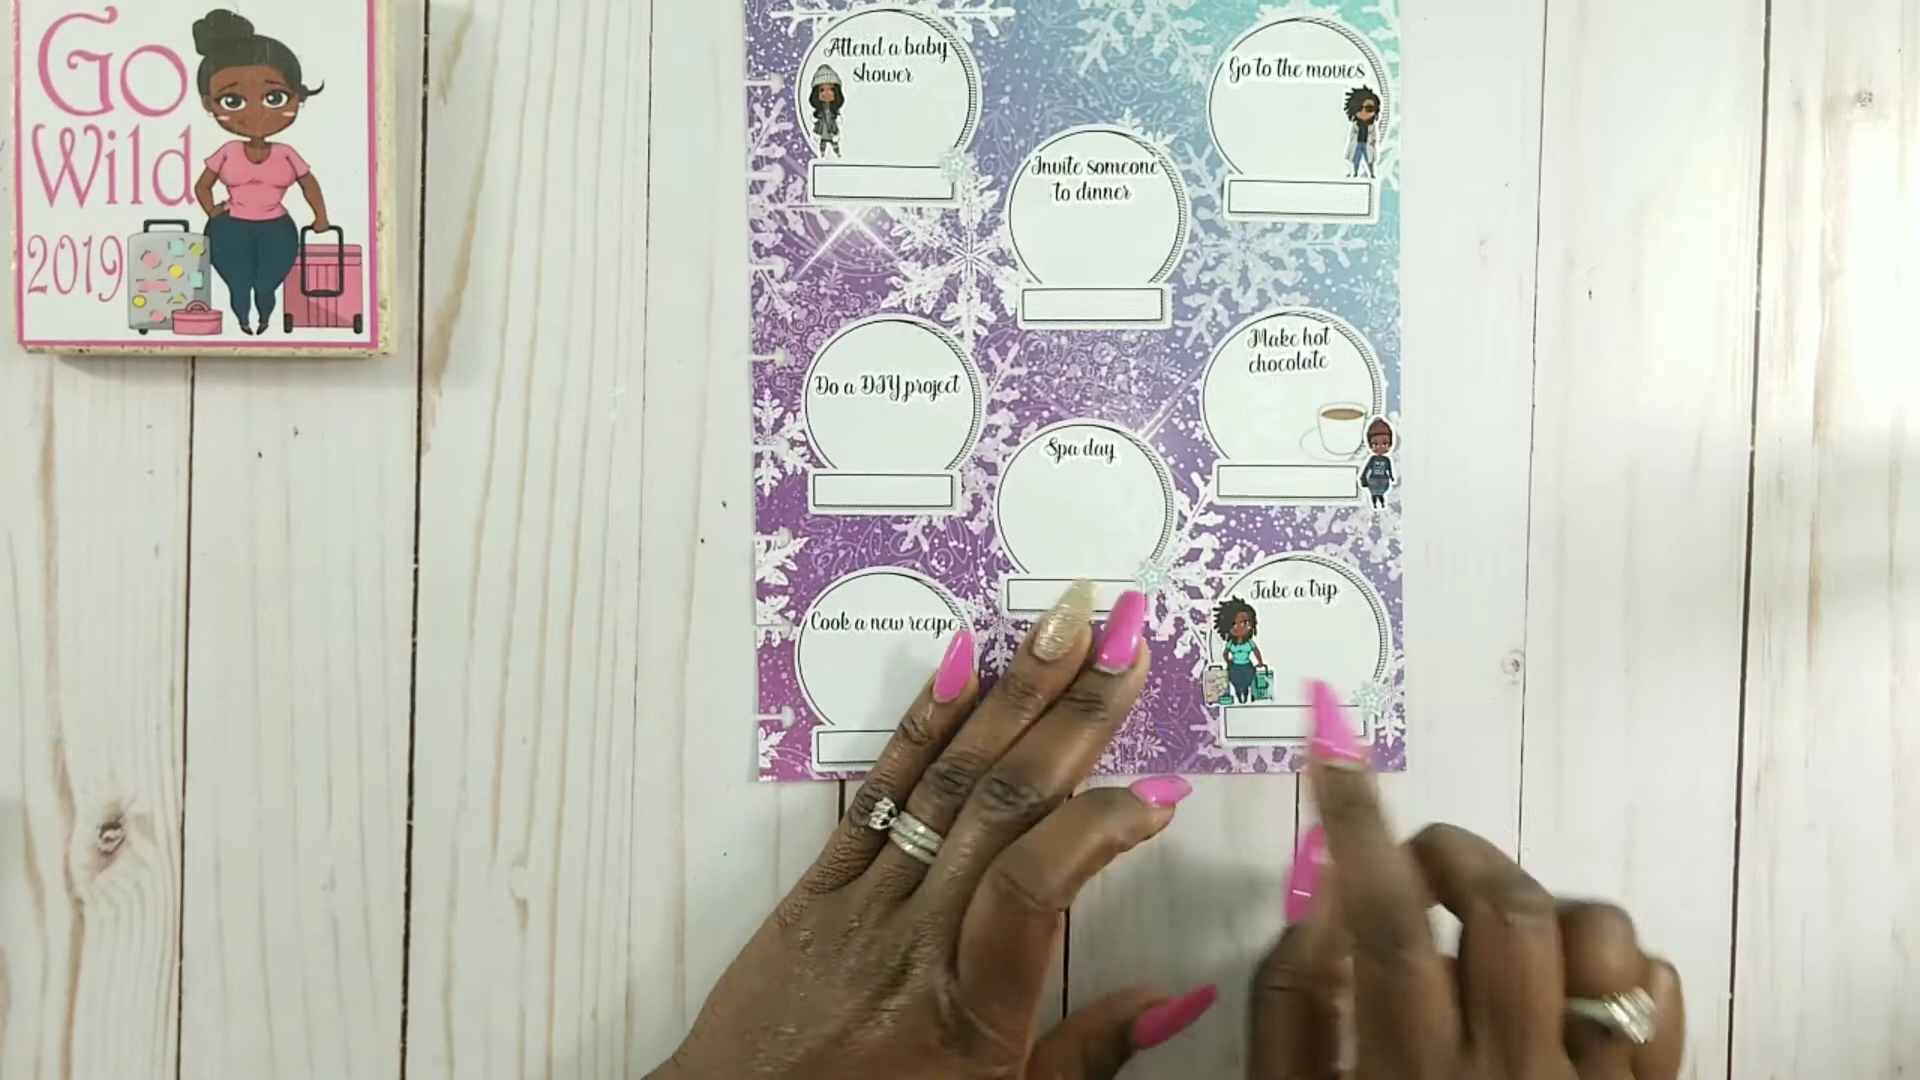 Go
Wild
2019
Attend a baby
shower
Go to the movies
Invite someone
to dinner
Do a DIY project
Make hot
chocolate
Spa day
Cook a new recipe
Take a trip